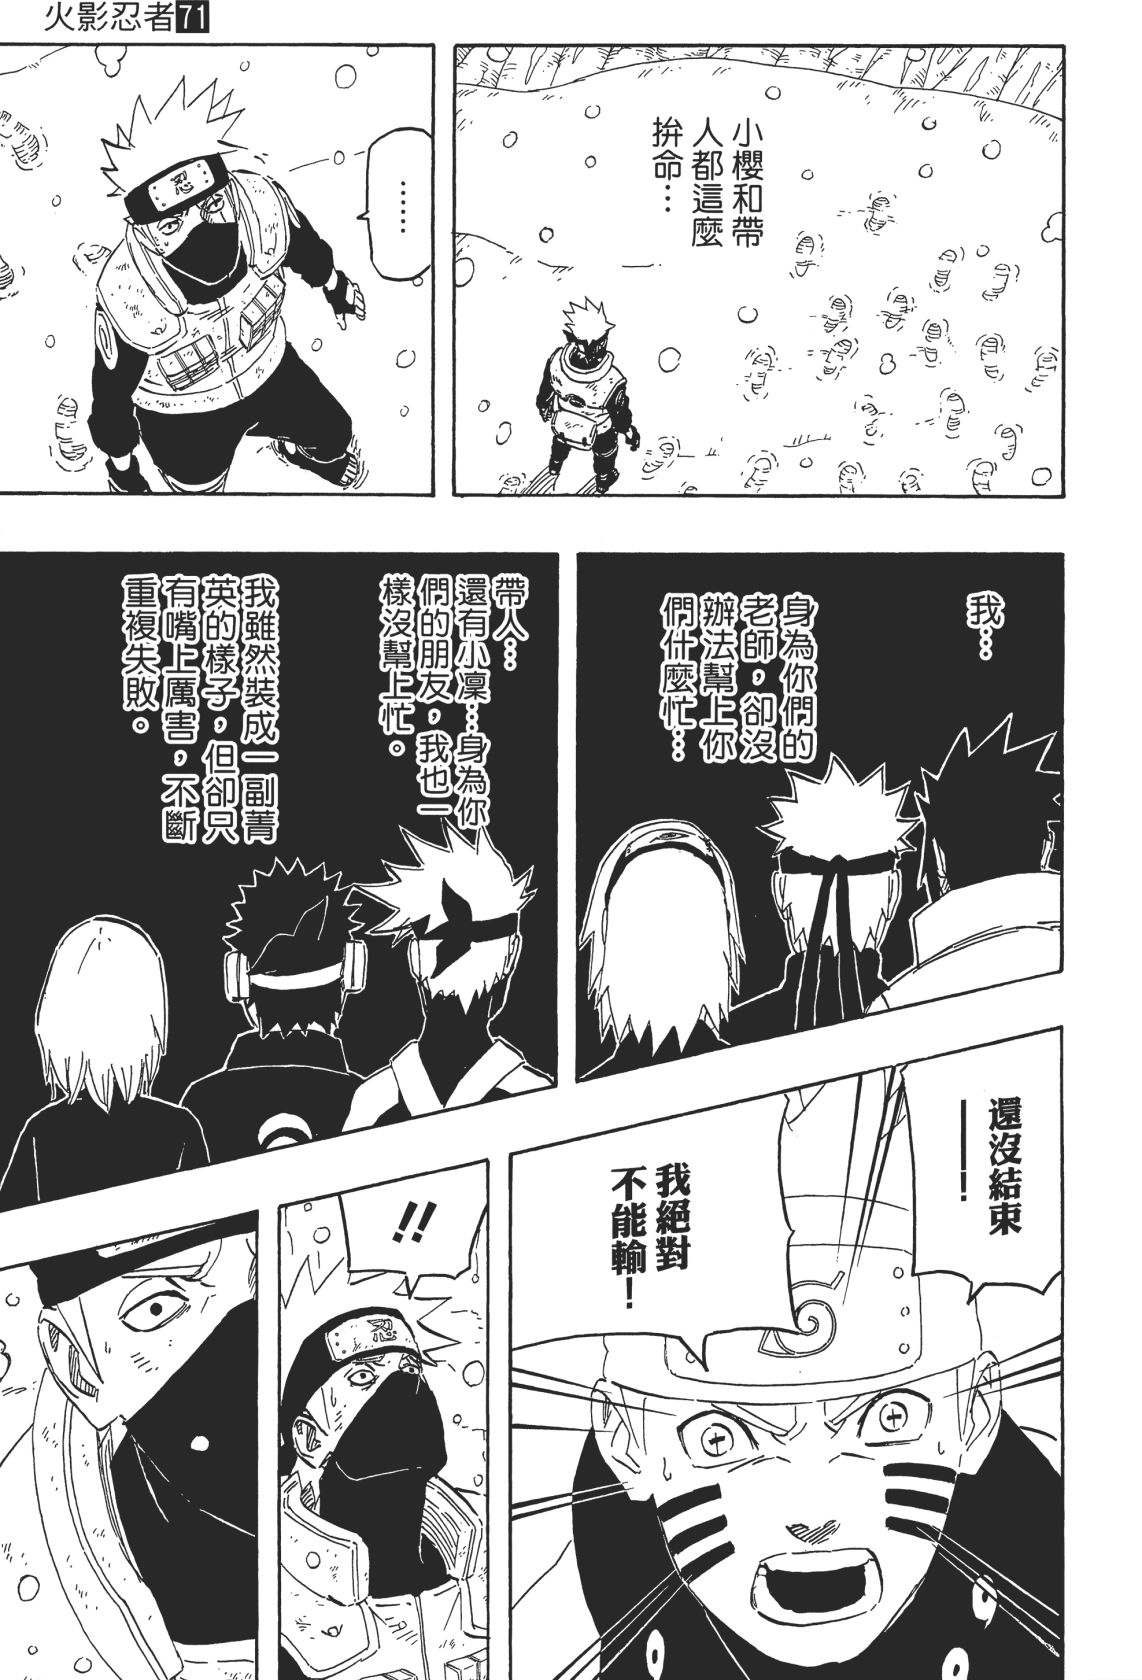 火影忍者71
小櫻和帶
人都這麼
拚命…
……
我…
身為你們的
老師，卻沒
辦法幫上你
們什麼忙…
帶人…
還有小凜…身為你
們的朋友，我也一
樣沒幫上忙。
我雖然裝成一副菁
英的樣子，但卻只
有嘴上厲害，不斷
重複失敗。
還沒結束
——！
我絕對
不能輸！
!!
忍
忍